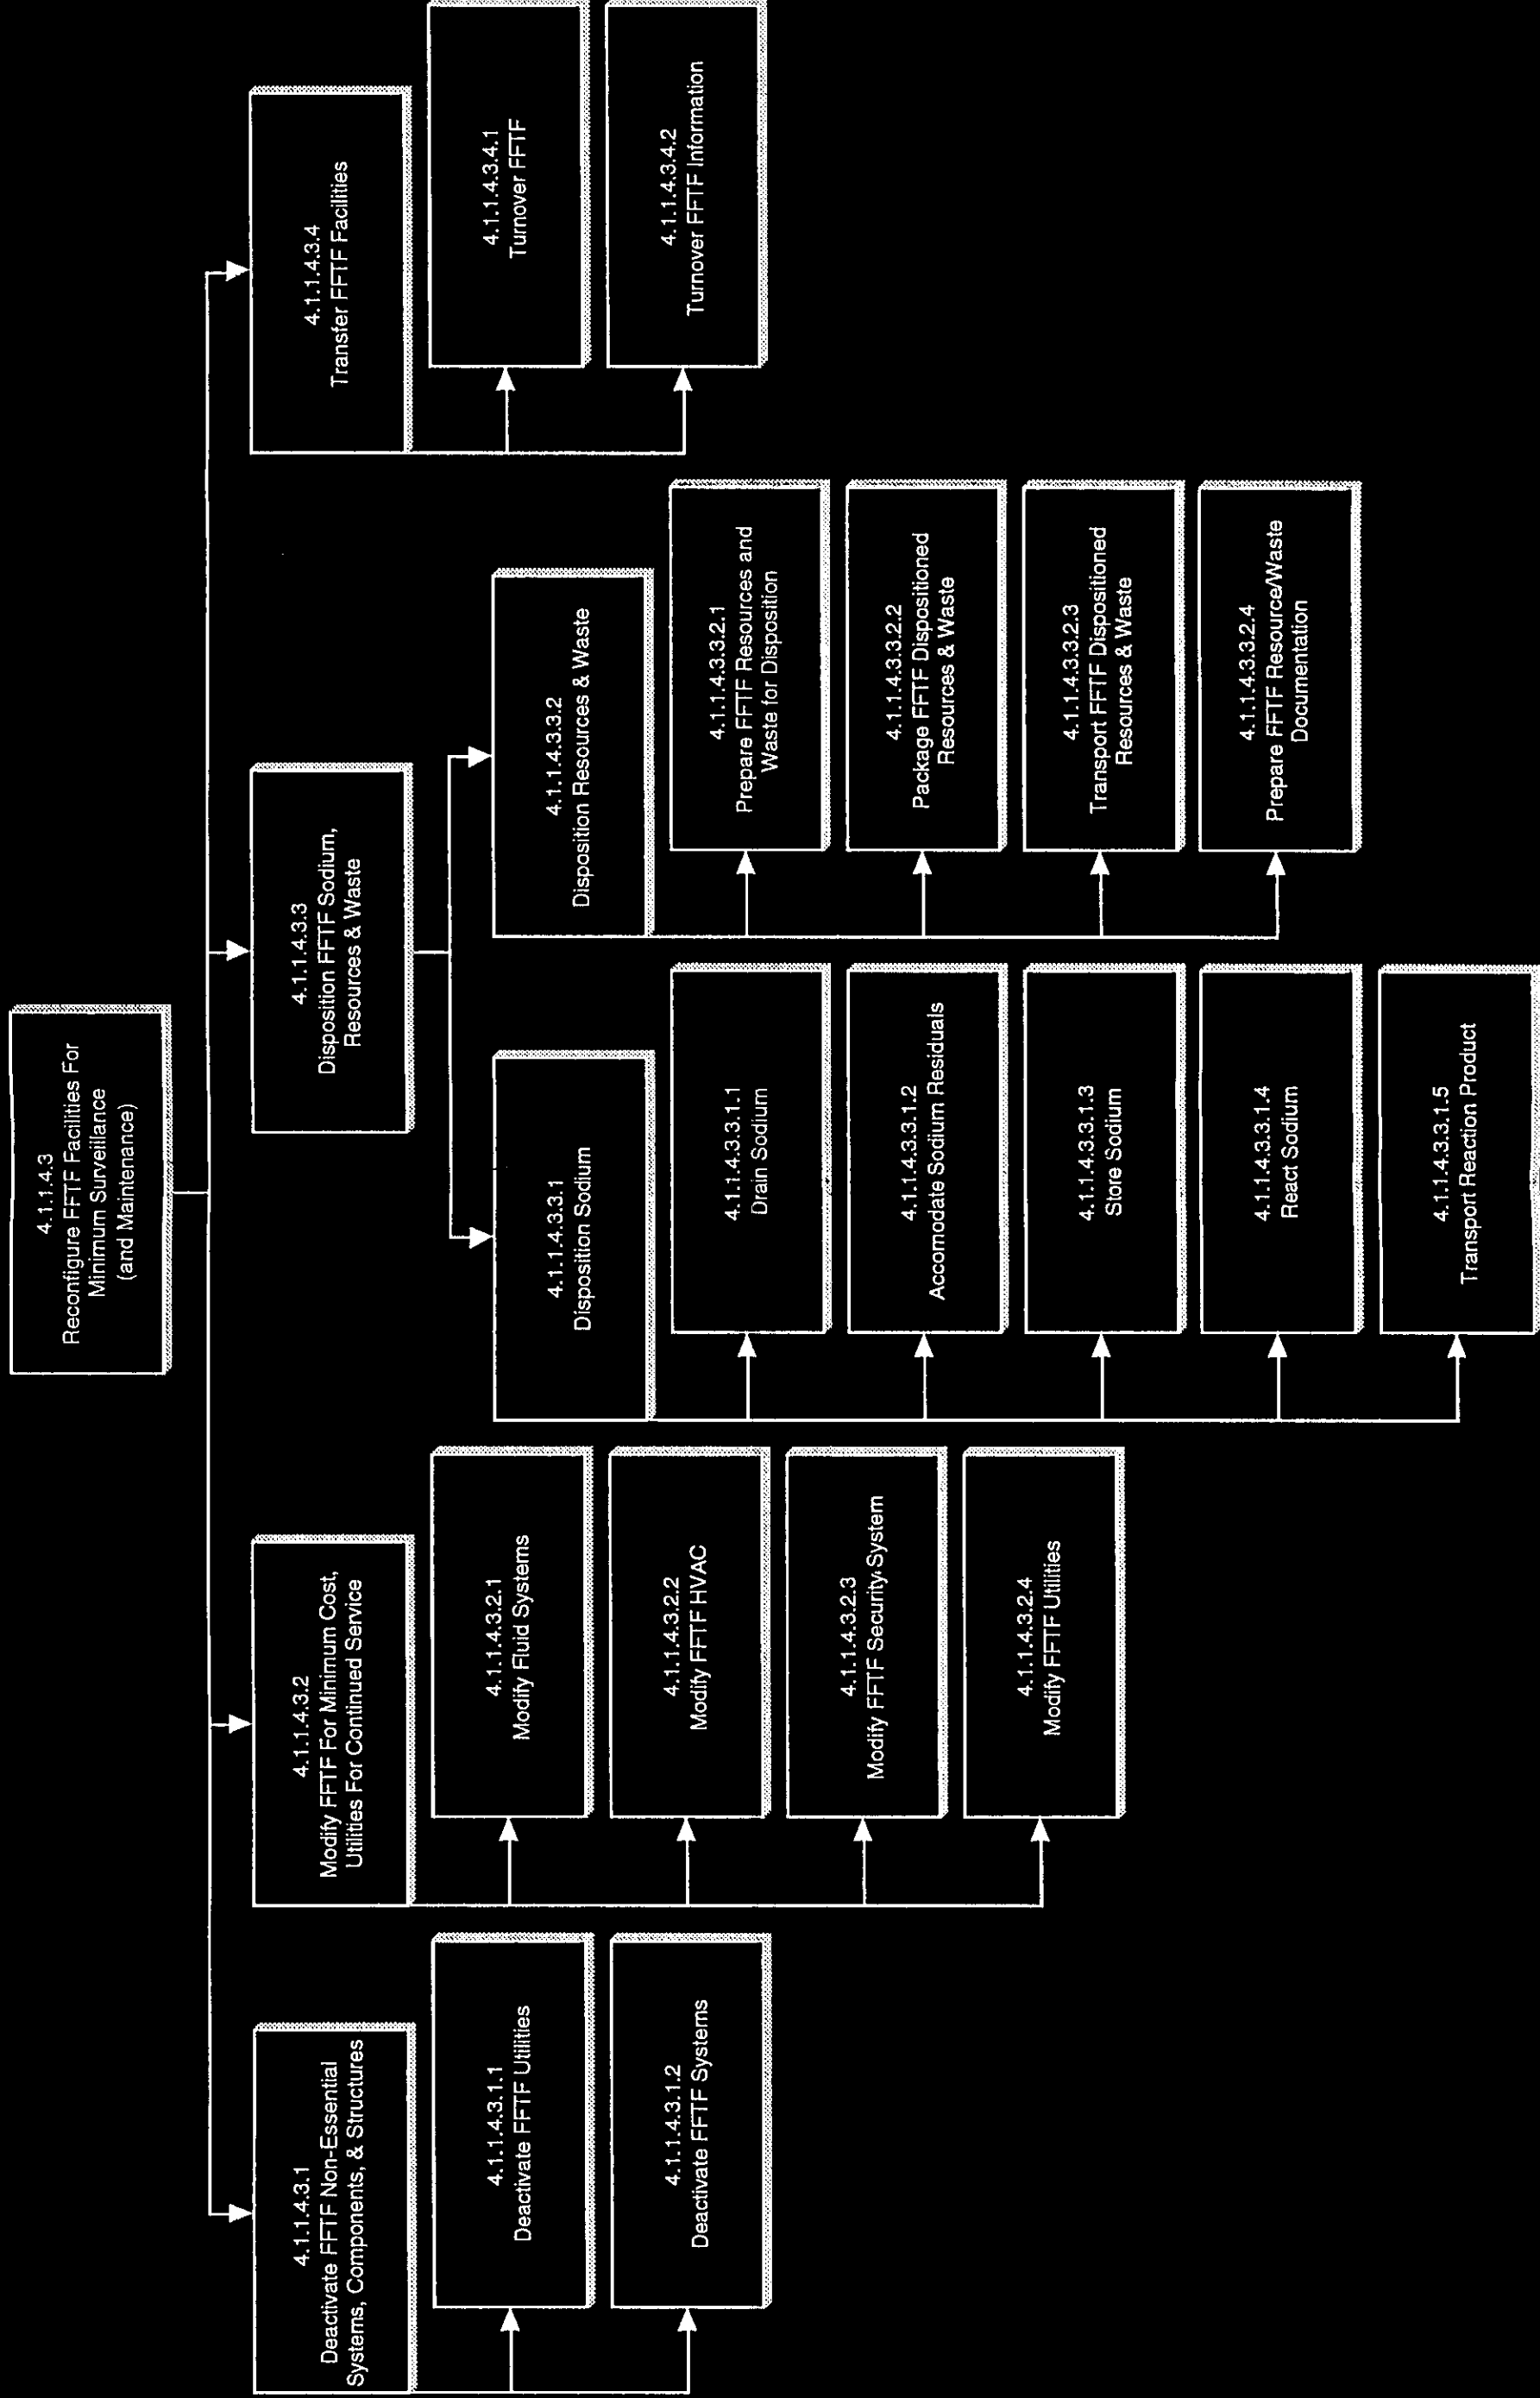 4.1.1.4.3
Reconfigure FFTF Facilities For
Minimum Surveillance
(and Maintenance)
4.1.1.4.3.1
Deactivate FFTF Non-Essential
Systems, Components, & Structures
4.1.1.4.3.1.1
Deactivate FFTF Utilities
4.1.1.4.3.1.2
Deactivate FFTF Systems
4.1.1.4.3.2
Modify FFTF For Minimum Cost,
Utilities For Continued Service
4.1.1.4.3.2.1
Modify Fluid Systems
4.1.1.4.3.2.2
Modify FFTF HVAC
4.1.1.4.3.2.3
Modify FFTF Security System
4.1.1.4.3.2.4
Modify FFTF Utilities
4.1.1.4.3.3
Disposition FFTF Sodium,
Resources & Waste
4.1.1.4.3.3.1
Disposition Sodium
4.1.1.4.3.3.1.1
Drain Sodium
4.1.1.4.3.3.1.2
Accomodate Sodium Residuals
4.1.1.4.3.3.1.3
Store Sodium
4.1.1.4.3.3.1.4
React Sodium
4.1.1.4.3.3.1.5
Transport Reaction Product
4.1.1.4.3.3.2
Disposition Resources & Waste
4.1.1.4.3.3.2.1
Prepare FFTF Resources and
Waste for Disposition
4.1.1.4.3.3.2.2
Package FFTF Dispositioned
Resources & Waste
4.1.1.4.3.3.2.3
Transport FFTF Dispositioned
Resources & Waste
4.1.1.4.3.3.2.4
Prepare FFTF Resource/Waste
Documentation
4.1.1.4.3.4
Transfer FFTF Facilities
4.1.1.4.3.4.1
Turnover FFTF
4.1.1.4.3.4.2
Turnover FFTF Information